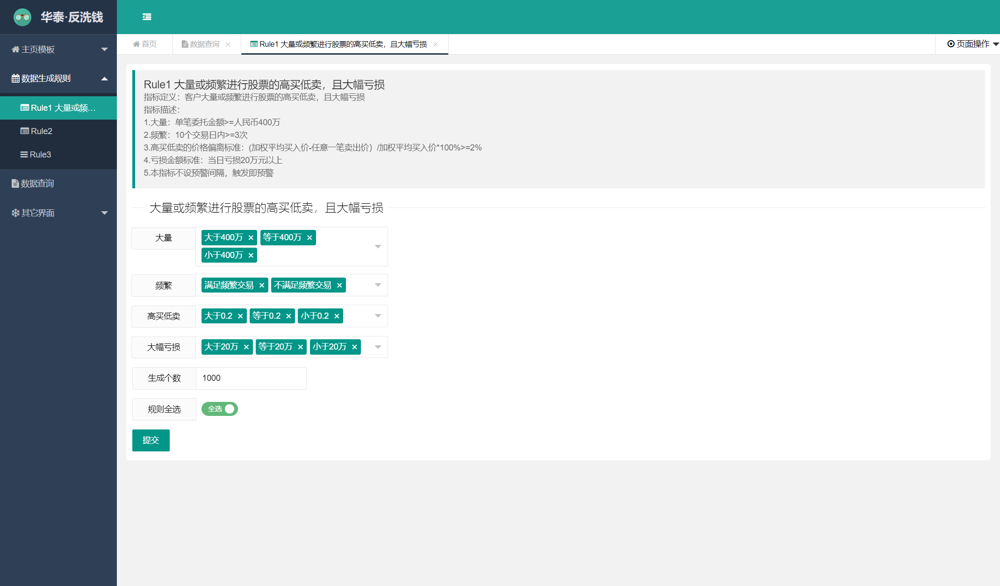 华泰·反洗钱
主页模板
数据生成规则
Rule1 大量或频...
Rule2
Rule3
数据查询
其它界面
首页
数据查询
Rule1 大量或频繁进行股票的高买低卖，且大幅亏损
页面操作
Rule1 大量或频繁进行股票的高买低卖，且大幅亏损
指标定义：客户大量或频繁进行股票的高买低卖，且大幅亏损
指标描述：
1.大量：单笔委托金额>=人民币400万
2.频繁：10个交易日内>=3次
3.高买低卖的价格偏离标准：(加权平均买入价-任意一笔卖出价）/加权平均买入价*100%>=2%
4.亏损金额标准：当日亏损20万元以上
5.本指标不设预警间隔，触发即预警
大量或频繁进行股票的高买低卖，且大幅亏损
大量 大于400万 等于400万
小于400万
频繁 满足频繁交易 不满足频繁交易
高买低卖 大于0.2 等于0.2 小于0.2
大幅亏损 大于20万 等于20万 小于20万
生成个数 1000
规则全选 全选
提交